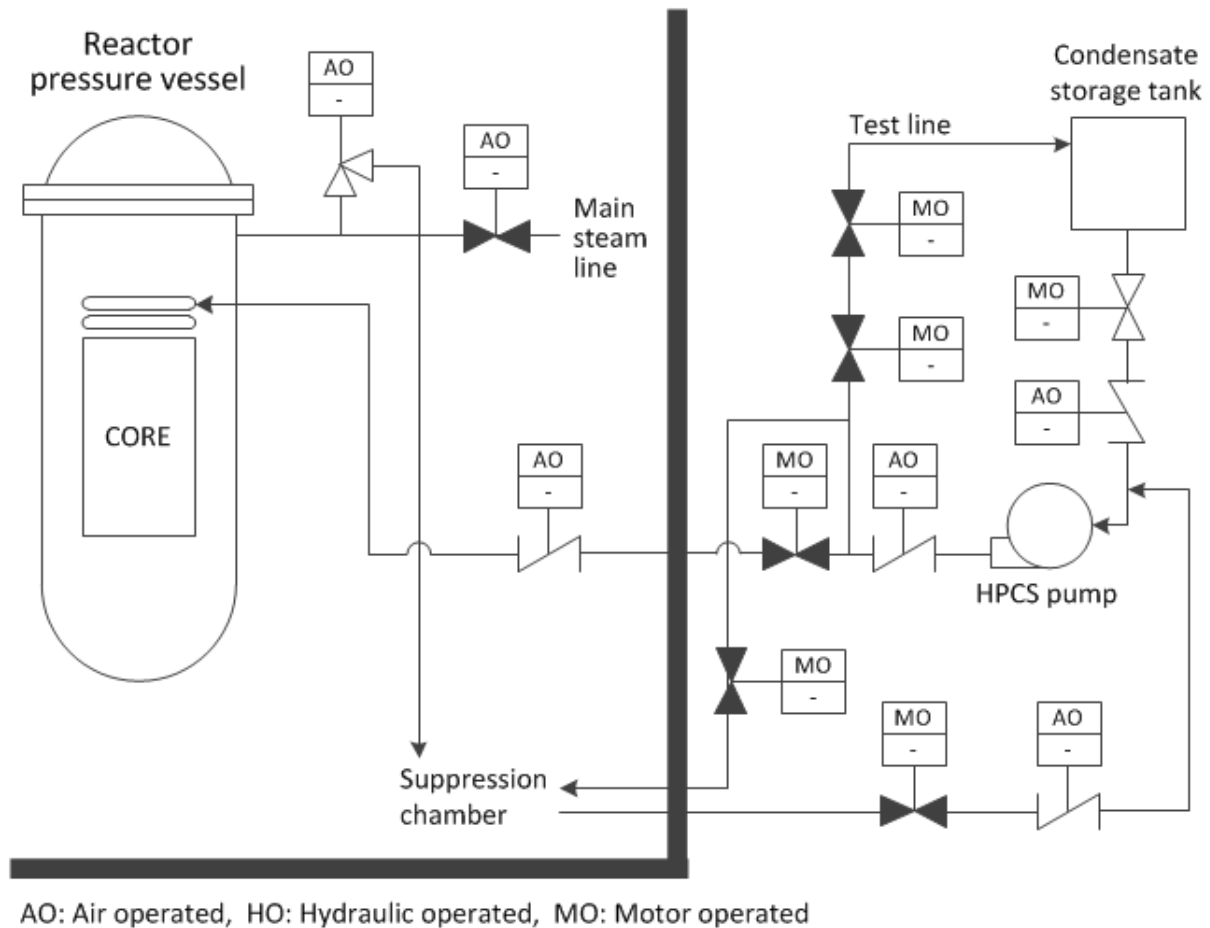 Reactor
pressure vessel
AO
-
AO
-
Main
steam
line
Condensate
storage tank
Test line
MO
-
MO
-
MO
-
AO
-
CORE
AO
-
MO
-
AO
-
HPCS pump
MO
-
MO
-
AO
-
Suppression
chamber
AO: Air operated, HO: Hydraulic operated, MO: Motor operated